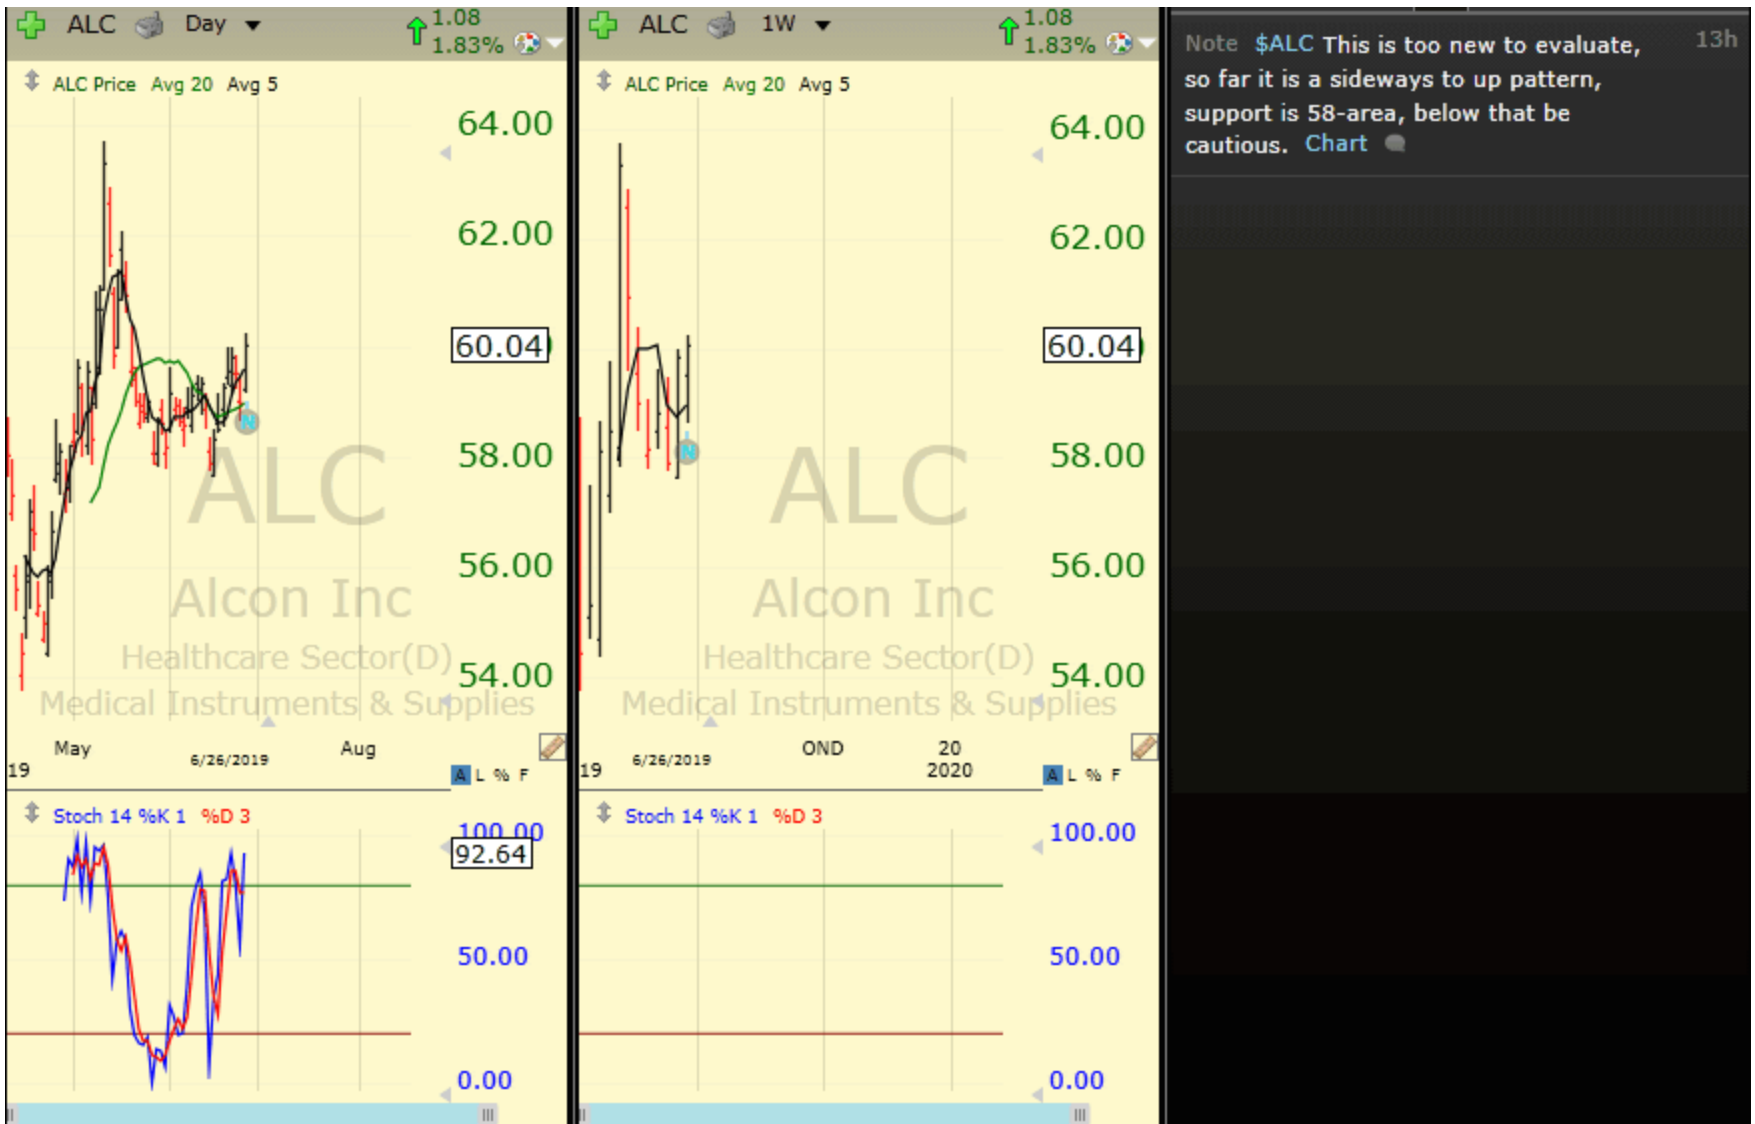 ALC Day 1.08
1.83%
ALC Price Avg 20 Avg 5
64.00
62.00
60.04
58.00
56.00
54.00
ALC
Alcon Inc
Healthcare Sector(D)
Medical Instruments & Supplies
May Aug
6/26/2019
19
A L % F
Stoch 14 %K 1 %D 3
100.00
92.64
50.00
0.00
N
ALC 1W 1.08
1.83%
ALC Price Avg 20 Avg 5
64.00
62.00
60.04
58.00
56.00
54.00
ALC
Alcon Inc
Healthcare Sector(D)
Medical Instruments & Supplies
6/26/2019 OND 20
19 2020
A L % F
Stoch 14 %K 1 %D 3
100.00
50.00
0.00
N
Note $ALC This is too new to evaluate, 13h
so far it is a sideways to up pattern,
support is 58-area, below that be
cautious. Chart